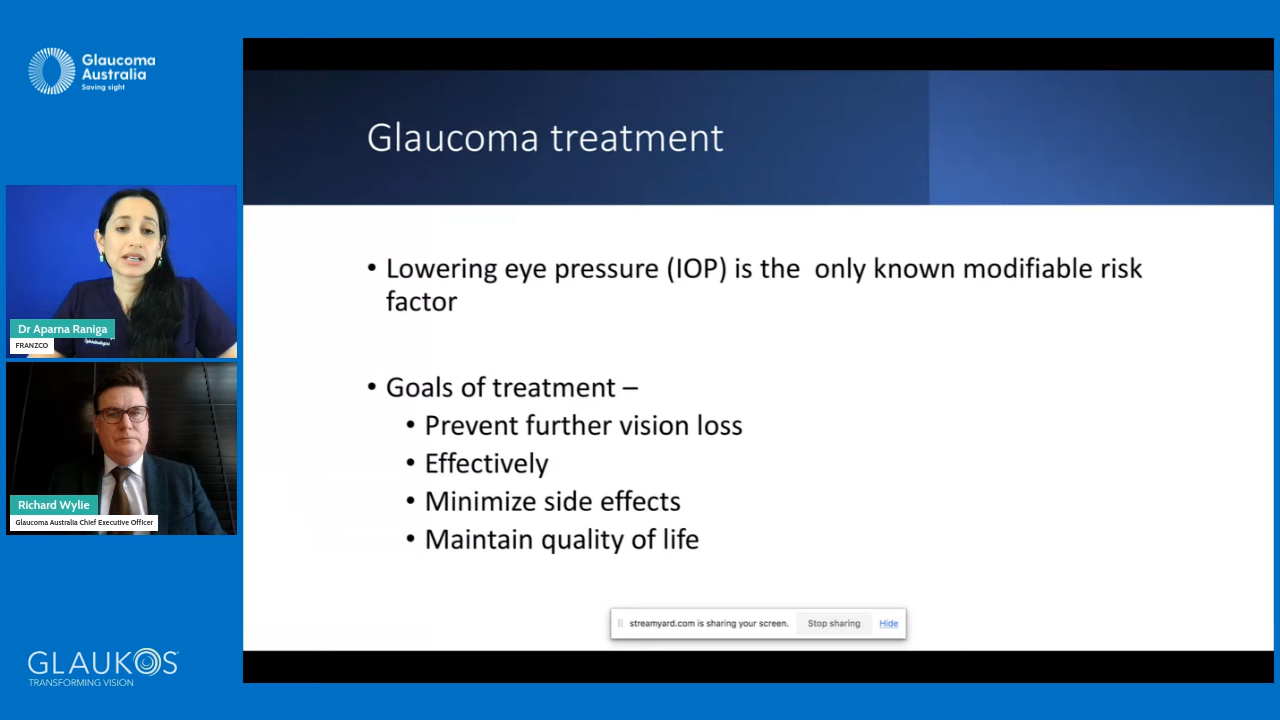 Glaucoma
Australia
Saving sight
Glaucoma treatment
• Lowering eye pressure (IOP) is the  only known modifiable risk
factor
• Goals of treatment –
• Prevent further vision loss
• Effectively
• Minimize side effects
• Maintain quality of life
Dr Aparna Raniga
FRANZCO
Richard Wylie
Glaucoma Australia Chief Executive Officer
streamyard.com is sharing your screen. Stop sharing Hide
GLAUKOS
TRANSFORMING VISION